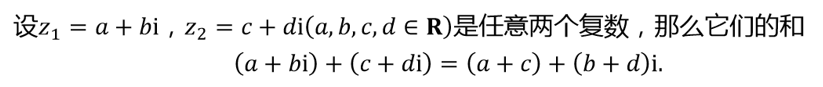 设z₁ = a + bi，z₂ = c + di(a, b, c, d ∈ R)是任意两个复数，那么它们的和
(a + bi) + (c + di) = (a + c) + (b + d)i.